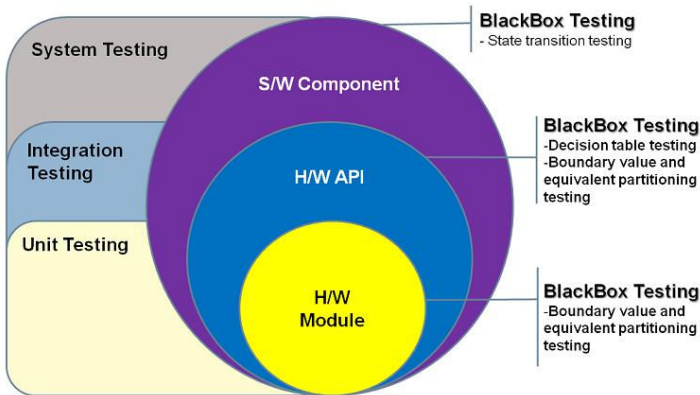 System Testing
Integration
Testing
Unit Testing
S/W Component
H/W API
H/W
Module
BlackBox Testing
- State transition testing
BlackBox Testing
-Decision table testing
-Boundary value and
equivalent partitioning
testing
BlackBox Testing
-Boundary value and
equivalent partitioning
testing